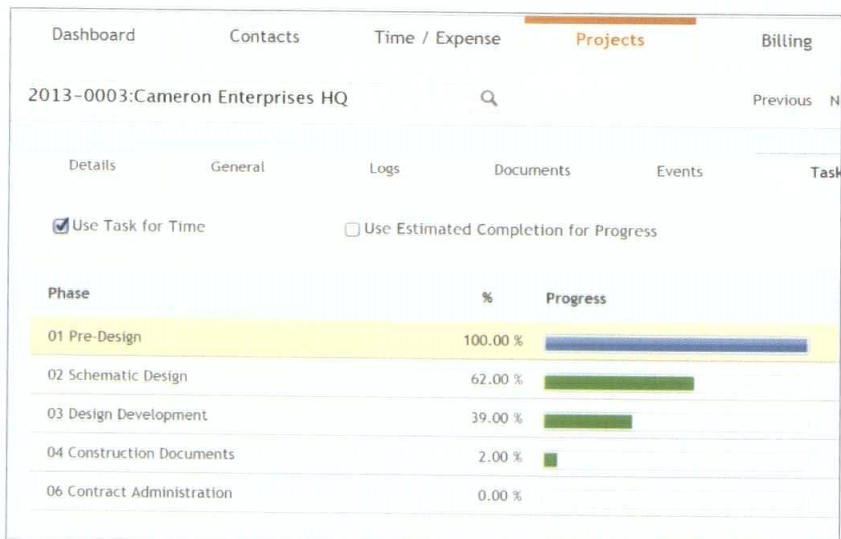 Dashboard Contacts Time / Expense Projects Billing
2013-0003:Cameron Enterprises HQ Previous N
Details General Logs Documents Events Task
Use Task for Time Use Estimated Completion for Progress
Phase % Progress
01 Pre-Design 100.00 %
02 Schematic Design 62.00 %
03 Design Development 39.00 %
04 Construction Documents 2.00 %
06 Contract Administration 0.00 %